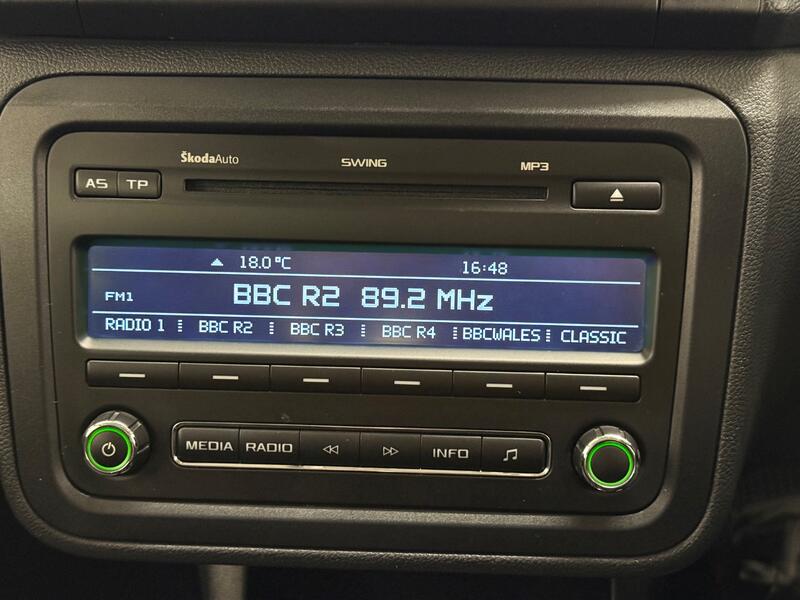 ŠkodaAuto SWING MP3
AS TP
18.0°C 16:48
FM1 BBC R2 89.2 MHz
RADIO 1 BBC R2 BBC R3 BBC R4 BBCWALES CLASSIC
MEDIA RADIO INFO